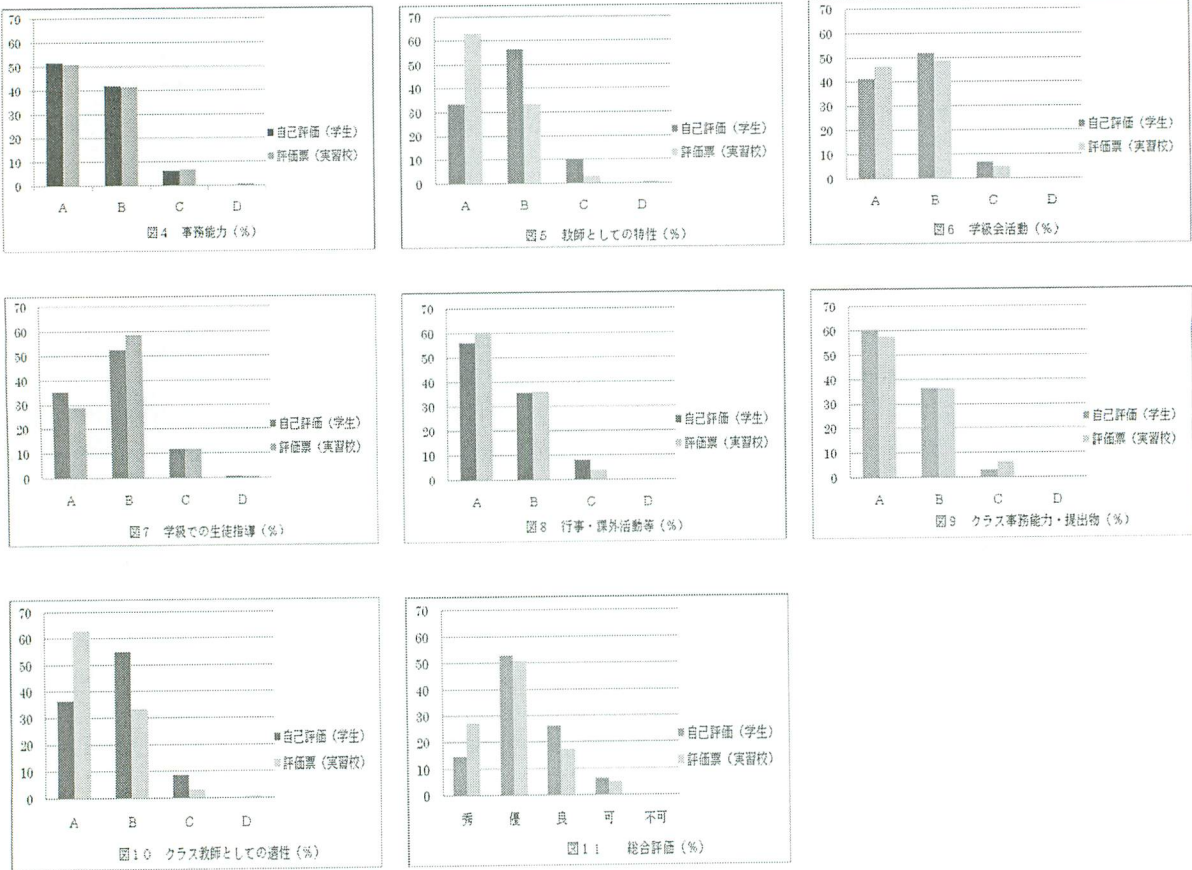 70
60
50
40
30
20
10
0
A B C D
■自己評価（学生）
■評価票（実習校）
図4 事務能力（%）
70
60
50
40
30
20
10
0
A B C D
■自己評価（学生）
■評価票（実習校）
図5 教師としての特性（%）
70
60
50
40
30
20
10
0
A B C D
■自己評価（学生）
■評価票（実習校）
図6 学級会活動（%）
70
60
50
40
30
20
10
0
A B C D
■自己評価（学生）
■評価票（実習校）
図7 学級での生徒指導（%）
70
60
50
40
30
20
10
0
A B C D
■自己評価（学生）
■評価票（実習校）
図8 行事・課外活動等（%）
70
60
50
40
30
20
10
0
A B C D
■自己評価（学生）
■評価票（実習校）
図9 クラス事務能力・提出物（%）
70
60
50
40
30
20
10
0
A B C D
■自己評価（学生）
■評価票（実習校）
図10 クラス教師としての適性（%）
70
60
50
40
30
20
10
0
秀 優 良 可 不可
■自己評価（学生）
■評価票（実習校）
図11 総合評価（%）